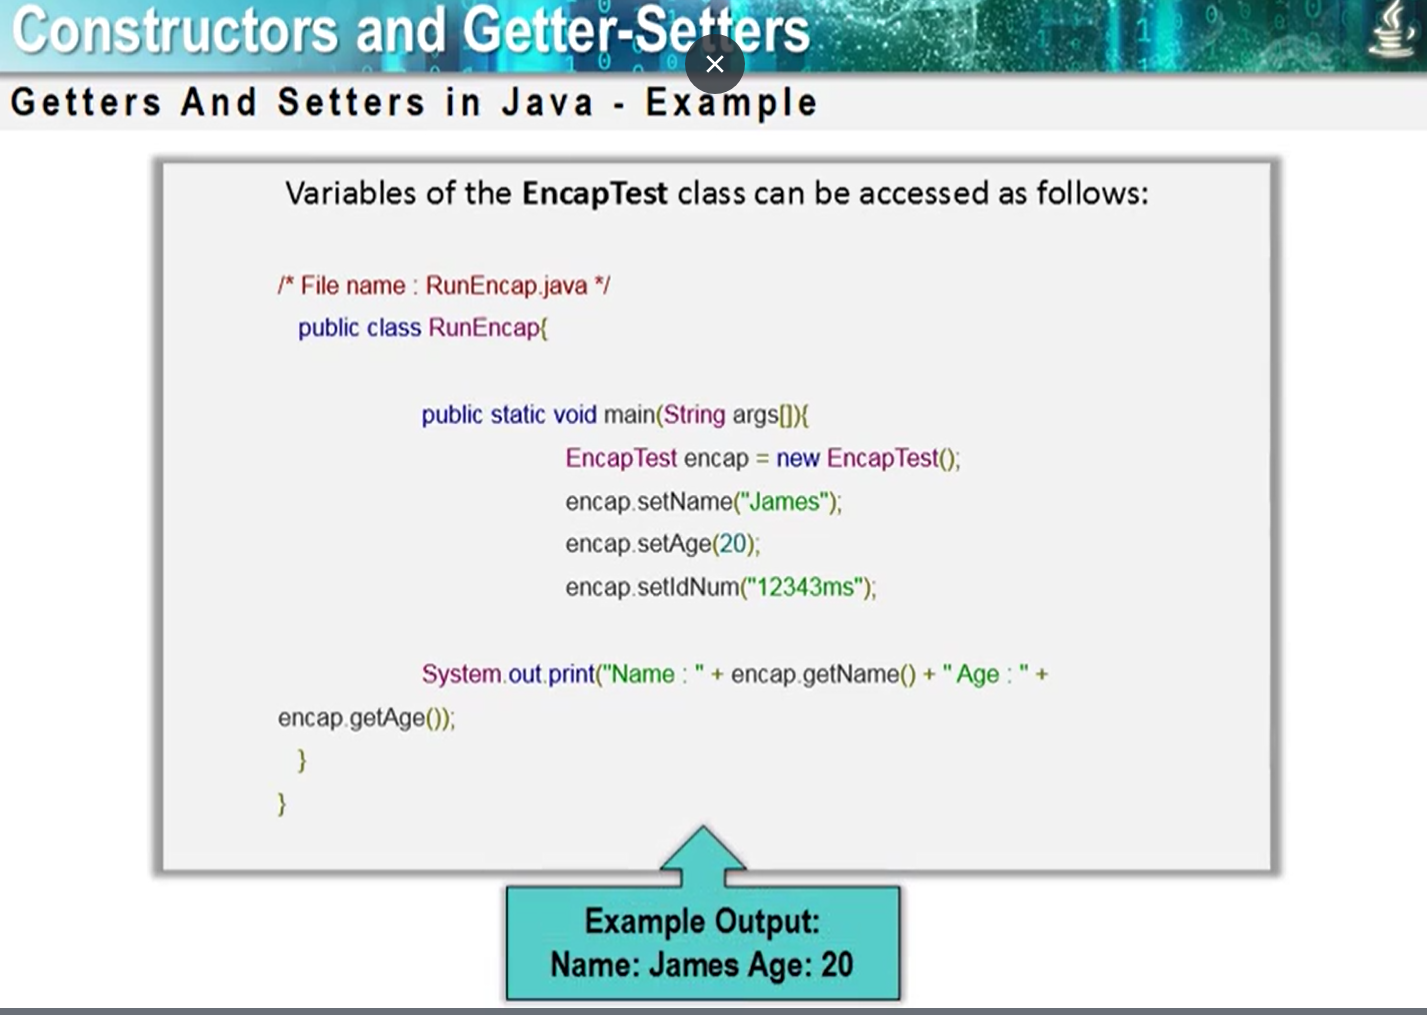 Constructors and Getter-Setters
Getters And Setters in Java - Example
Variables of the EncapTest class can be accessed as follows:
/* File name : RunEncap.java */
public class RunEncap{
public static void main(String args[]){
EncapTest encap = new EncapTest();
encap.setName("James");
encap.setAge(20);
encap.setIdNum("12343ms");
System.out.print("Name : " + encap.getName() + " Age : " +
encap.getAge());
}
}
Example Output:
Name: James Age: 20